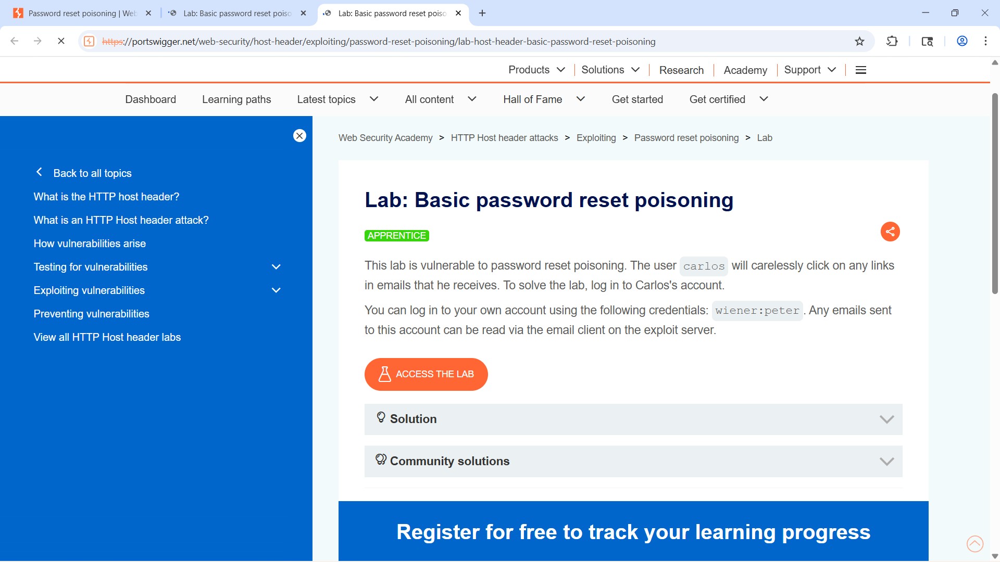 Password reset poisoning | Web
Lab: Basic password reset poiso
Lab: Basic password reset poiso
https://portswigger.net/web-security/host-header/exploiting/password-reset-poisoning/lab-host-header-basic-password-reset-poisoning
Products
Solutions
Research
Academy
Support
Dashboard
Learning paths
Latest topics
All content
Hall of Fame
Get started
Get certified
Back to all topics
What is the HTTP host header?
What is an HTTP Host header attack?
How vulnerabilities arise
Testing for vulnerabilities
Exploiting vulnerabilities
Preventing vulnerabilities
View all HTTP Host header labs
Web Security Academy > HTTP Host header attacks > Exploiting > Password reset poisoning > Lab
Lab: Basic password reset poisoning
APPRENTICE
This lab is vulnerable to password reset poisoning. The user carlos will carelessly click on any links
in emails that he receives. To solve the lab, log in to Carlos's account.
You can log in to your own account using the following credentials: wiener:peter. Any emails sent
to this account can be read via the email client on the exploit server.
ACCESS THE LAB
Solution
Community solutions
Register for free to track your learning progress